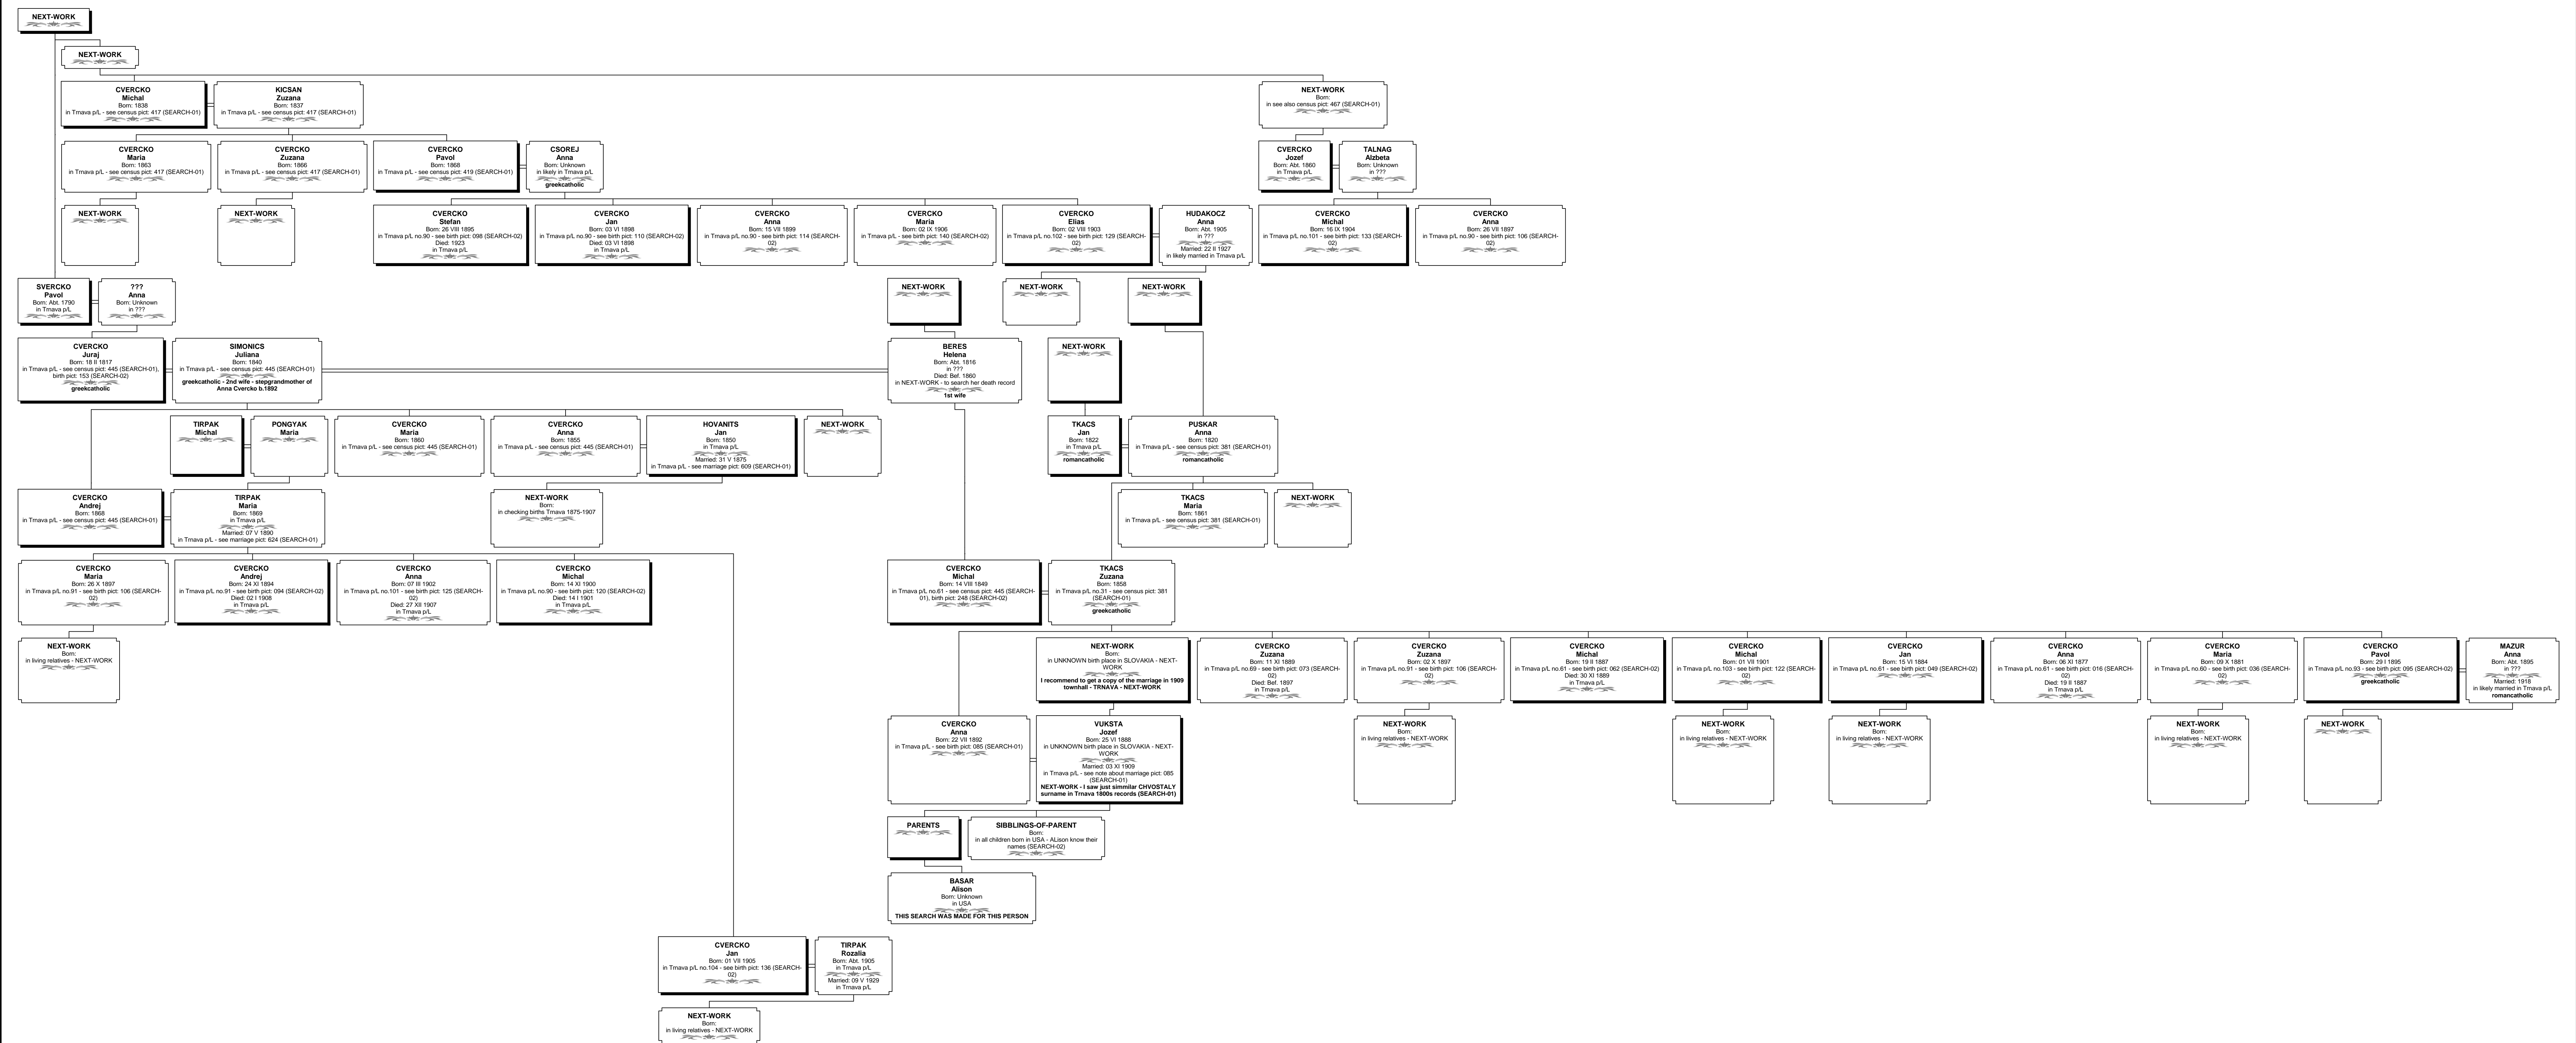 NEXT-WORK
NEXT-WORK
CVERCKO
Michal
Born: 1838
in Trnava p/L - see census pict: 417 (SEARCH-01)
KICSAN
Zuzana
Born: 1837
in Trnava p/L - see census pict: 417 (SEARCH-01)
NEXT-WORK
Born:
in see also census pict: 467 (SEARCH-01)
CVERCKO
Maria
Born: 1863
in Trnava p/L - see census pict: 417 (SEARCH-01)
CVERCKO
Zuzana
Born: 1866
in Trnava p/L - see census pict: 417 (SEARCH-01)
CVERCKO
Pavol
Born: 1868
in Trnava p/L - see census pict: 419 (SEARCH-01)
CSOREJ
Anna
Born: Unknown
in likely in Trnava p/L
greekcatholic
CVERCKO
Jozef
Born: Abt. 1860
in Trnava p/L
TALNAG
Alzbeta
Born: Unknown
in ???
NEXT-WORK
NEXT-WORK
CVERCKO
Stefan
Born: 26 VIII 1895
in Trnava p/L no.90 - see birth pict: 098 (SEARCH-02)
Died: 1923
in Trnava p/L
CVERCKO
Jan
Born: 03 VI 1898
in Trnava p/L no.90 - see birth pict: 110 (SEARCH-02)
Died: 03 VI 1898
in Trnava p/L
CVERCKO
Anna
Born: 15 VII 1899
in Trnava p/L no.90 - see birth pict: 114 (SEARCH-
02)
CVERCKO
Maria
Born: 02 IX 1906
in Trnava p/L - see birth pict: 140 (SEARCH-02)
CVERCKO
Elias
Born: 02 VIII 1903
in Trnava p/L no.102 - see birth pict: 129 (SEARCH-
02)
HUDAKOCZ
Anna
Born: Abt. 1905
in ???
Married: 22 II 1927
in likely married in Trnava p/L
CVERCKO
Michal
Born: 16 IX 1904
in Trnava p/L no.101 - see birth pict: 133 (SEARCH-
02)
CVERCKO
Anna
Born: 26 VII 1897
in Trnava p/L no.90 - see birth pict: 106 (SEARCH-
02)
SVERCKO
Pavol
Born: Abt. 1790
in Trnava p/L
???
Anna
Born: Unknown
in ???
NEXT-WORK
NEXT-WORK
NEXT-WORK
CVERCKO
Juraj
Born: 18 II 1817
in Trnava p/L - see census pict: 445 (SEARCH-01),
birth pict: 153 (SEARCH-02)
greekcatholic
SIMONICS
Juliana
Born: 1840
in Trnava p/L - see census pict: 445 (SEARCH-01)
greekcatholic - 2nd wife - stepgrandmother of
Anna Cvercko b.1892
BERES
Helena
Born: Abt. 1816
in ???
Died: Bef. 1860
in NEXT-WORK - to search her death record
1st wife
NEXT-WORK
TIRPAK
Michal
PONGYAK
Maria
CVERCKO
Maria
Born: 1860
in Trnava p/L - see census pict: 445 (SEARCH-01)
CVERCKO
Anna
Born: 1855
in Trnava p/L - see census pict: 445 (SEARCH-01)
HOVANITS
Jan
Born: 1850
in Trnava p/L
Married: 31 V 1875
in Trnava p/L - see marriage pict: 609 (SEARCH-01)
NEXT-WORK
TKACS
Jan
Born: 1822
in Trnava p/L
romancatholic
PUSKAR
Anna
Born: 1820
in Trnava p/L - see census pict: 381 (SEARCH-01)
romancatholic
CVERCKO
Andrej
Born: 1868
in Trnava p/L - see census pict: 445 (SEARCH-01)
TIRPAK
Maria
Born: 1869
in Trnava p/L
Married: 07 V 1890
in Trnava p/L - see marriage pict: 624 (SEARCH-01)
NEXT-WORK
Born:
in checking births Trnava 1875-1907
TKACS
Maria
Born: 1861
in Trnava p/L - see census pict: 381 (SEARCH-01)
NEXT-WORK
CVERCKO
Maria
Born: 26 X 1897
in Trnava p/L no.91 - see birth pict: 106 (SEARCH-
02)
CVERCKO
Andrej
Born: 24 XI 1894
in Trnava p/L no.91 - see birth pict: 094 (SEARCH-02)
Died: 02 I 1908
in Trnava p/L
CVERCKO
Anna
Born: 07 III 1902
in Trnava p/L no.101 - see birth pict: 125 (SEARCH-
02)
Died: 27 XII 1907
in Trnava p/L
CVERCKO
Michal
Born: 14 XI 1900
in Trnava p/L no.90 - see birth pict: 120 (SEARCH-02)
Died: 14 I 1901
in Trnava p/L
CVERCKO
Michal
Born: 14 VIII 1849
in Trnava p/L no.61 - see census pict: 445 (SEARCH-
01), birth pict: 248 (SEARCH-02)
TKACS
Zuzana
Born: 1858
in Trnava p/L no.31 - see census pict: 381
(SEARCH-01)
greekcatholic
NEXT-WORK
Born:
in living relatives - NEXT-WORK
NEXT-WORK
Born:
in UNKNOWN birth place in SLOVAKIA - NEXT-
WORK
I recommend to get a copy of the marriage in 1909
townhall - TRNAVA - NEXT-WORK
CVERCKO
Zuzana
Born: 11 XI 1889
in Trnava p/L no.69 - see birth pict: 073 (SEARCH-
02)
Died: Bef. 1897
in Trnava p/L
CVERCKO
Zuzana
Born: 02 X 1897
in Trnava p/L no.91 - see birth pict: 106 (SEARCH-
02)
CVERCKO
Michal
Born: 19 II 1887
in Trnava p/L no.61 - see birth pict: 062 (SEARCH-02)
Died: 30 XI 1889
in Trnava p/L
CVERCKO
Michal
Born: 01 VII 1901
in Trnava p/L no.103 - see birth pict: 122 (SEARCH-
02)
CVERCKO
Jan
Born: 15 VI 1884
in Trnava p/L no.61 - see birth pict: 049 (SEARCH-02)
CVERCKO
Anna
Born: 06 XI 1877
in Trnava p/L no.61 - see birth pict: 016 (SEARCH-
02)
Died: 19 II 1887
in Trnava p/L
CVERCKO
Maria
Born: 09 X 1881
in Trnava p/L no.60 - see birth pict: 036 (SEARCH-
02)
CVERCKO
Pavol
Born: 29 I 1895
in Trnava p/L no.93 - see birth pict: 095 (SEARCH-02)
greekcatholic
MAZUR
Anna
Born: Abt. 1895
in ???
Married: 1918
in likely married in Trnava p/L
romancatholic
CVERCKO
Anna
Born: 22 VII 1892
in Trnava p/L - see birth pict: 085 (SEARCH-01)
VUKSTA
Jozef
Born: 25 VI 1888
in UNKNOWN birth place in SLOVAKIA - NEXT-
WORK
Married: 03 XI 1909
in Trnava p/L - see note about marriage pict: 085
(SEARCH-01)
NEXT-WORK - I saw just simmilar CHVOSTALY
surname in Trnava 1800s records (SEARCH-01)
NEXT-WORK
Born:
in living relatives - NEXT-WORK
NEXT-WORK
Born:
in living relatives - NEXT-WORK
NEXT-WORK
Born:
in living relatives - NEXT-WORK
NEXT-WORK
Born:
in living relatives - NEXT-WORK
NEXT-WORK
PARENTS
SIBBLINGS-OF-PARENT
Born:
in all children born in USA - ALison know their
names (SEARCH-02)
BASAR
Alison
Born: Unknown
in USA
THIS SEARCH WAS MADE FOR THIS PERSON
CVERCKO
Jan
Born: 01 VII 1905
in Trnava p/L no.104 - see birth pict: 136 (SEARCH-
02)
TIRPAK
Rozalia
Born: Abt. 1905
in Trnava p/L
Married: 09 V 1929
in Trnava p/L
NEXT-WORK
Born:
in living relatives - NEXT-WORK